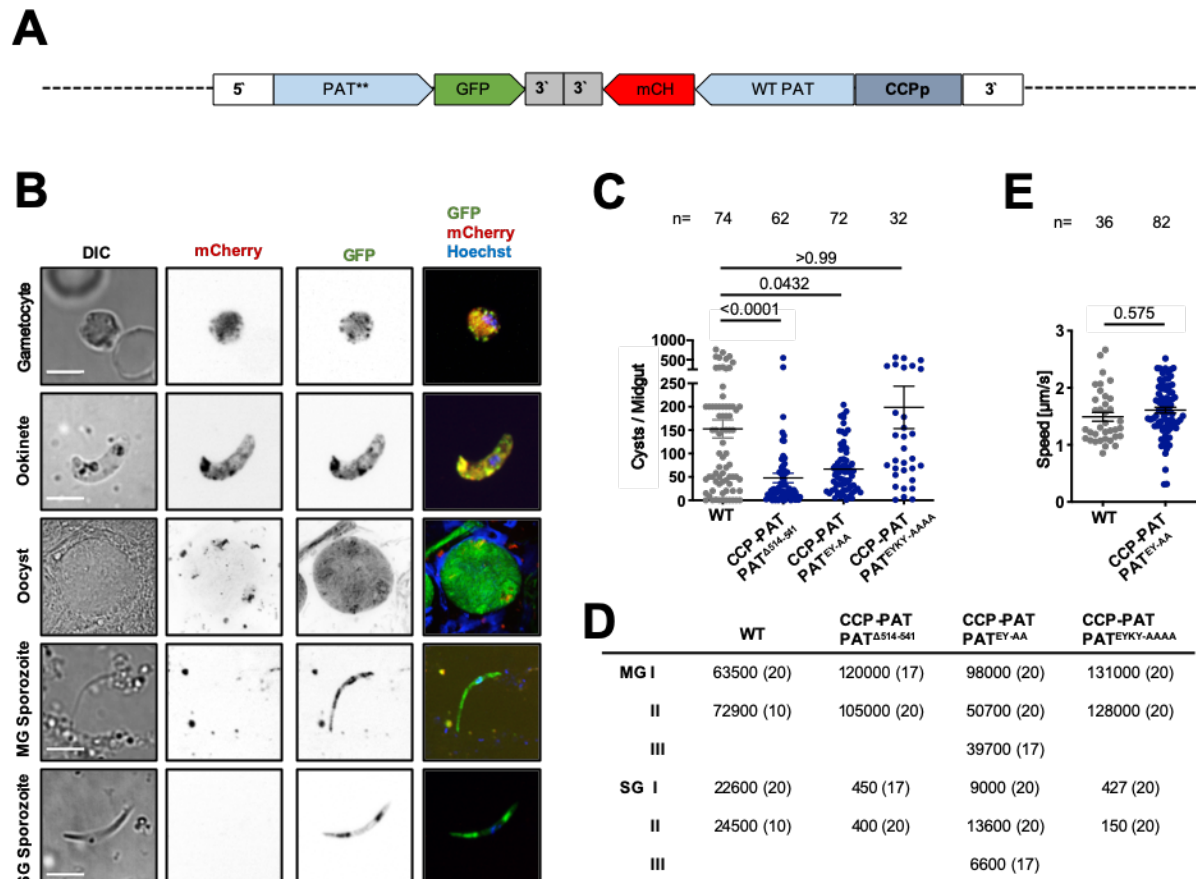 A
5` PAT** GFP 3` 3` mCH WT PAT CCPp 3`
B
GFP
mCherry
Hoechst
DIC mCherry GFP
Gametocyte
Ookinete
Oocyst
MG Sporozoite
SG Sporozoite
C
n= 74 62 72 32
>0.99
0.0432
<0.0001
Cysts / Midgut
1000
500
250
200
150
100
50
0
WT
CCP-PAT
PATΔ514-541
CCP-PAT
PATEY-AA
CCP-PAT
PATEYKY-AAAA
E
n= 36 82
0.575
Speed [µm/s]
3
2
1
0
WT
CCP-PAT
PATEY-AA
D
WT CCP-PAT PATΔ514-541 CCP-PAT PATEY-AA CCP-PAT PATEYKY-AAAA
MG I 63500 (20) 120000 (17) 98000 (20) 131000 (20)
II 72900 (10) 105000 (20) 50700 (20) 128000 (20)
III 39700 (17)
SG I 22600 (20) 450 (17) 9000 (20) 427 (20)
II 24500 (10) 400 (20) 13600 (20) 150 (20)
III 6600 (17)